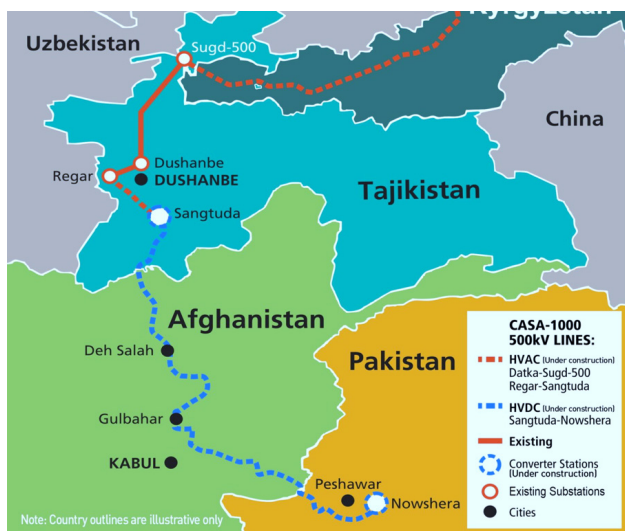 Kyrgyzstan
Uzbekistan
Sugd-500
China
Dushanbe
Regar
DUSHANBE
Tajikistan
Sangtuda
Afghanistan
Deh Salah
Pakistan
Gulbahar
KABUL
Peshawar
Nowshera
CASA-1000
500kV LINES:
HVAC (Under construction)
Datka-Sugd-500
Regar-Sangtuda
HVDC (Under construction)
Sangtuda-Nowshera
Existing
Converter Stations
(Under construction)
Existing Substations
Cities
Note: Country outlines are illustrative only